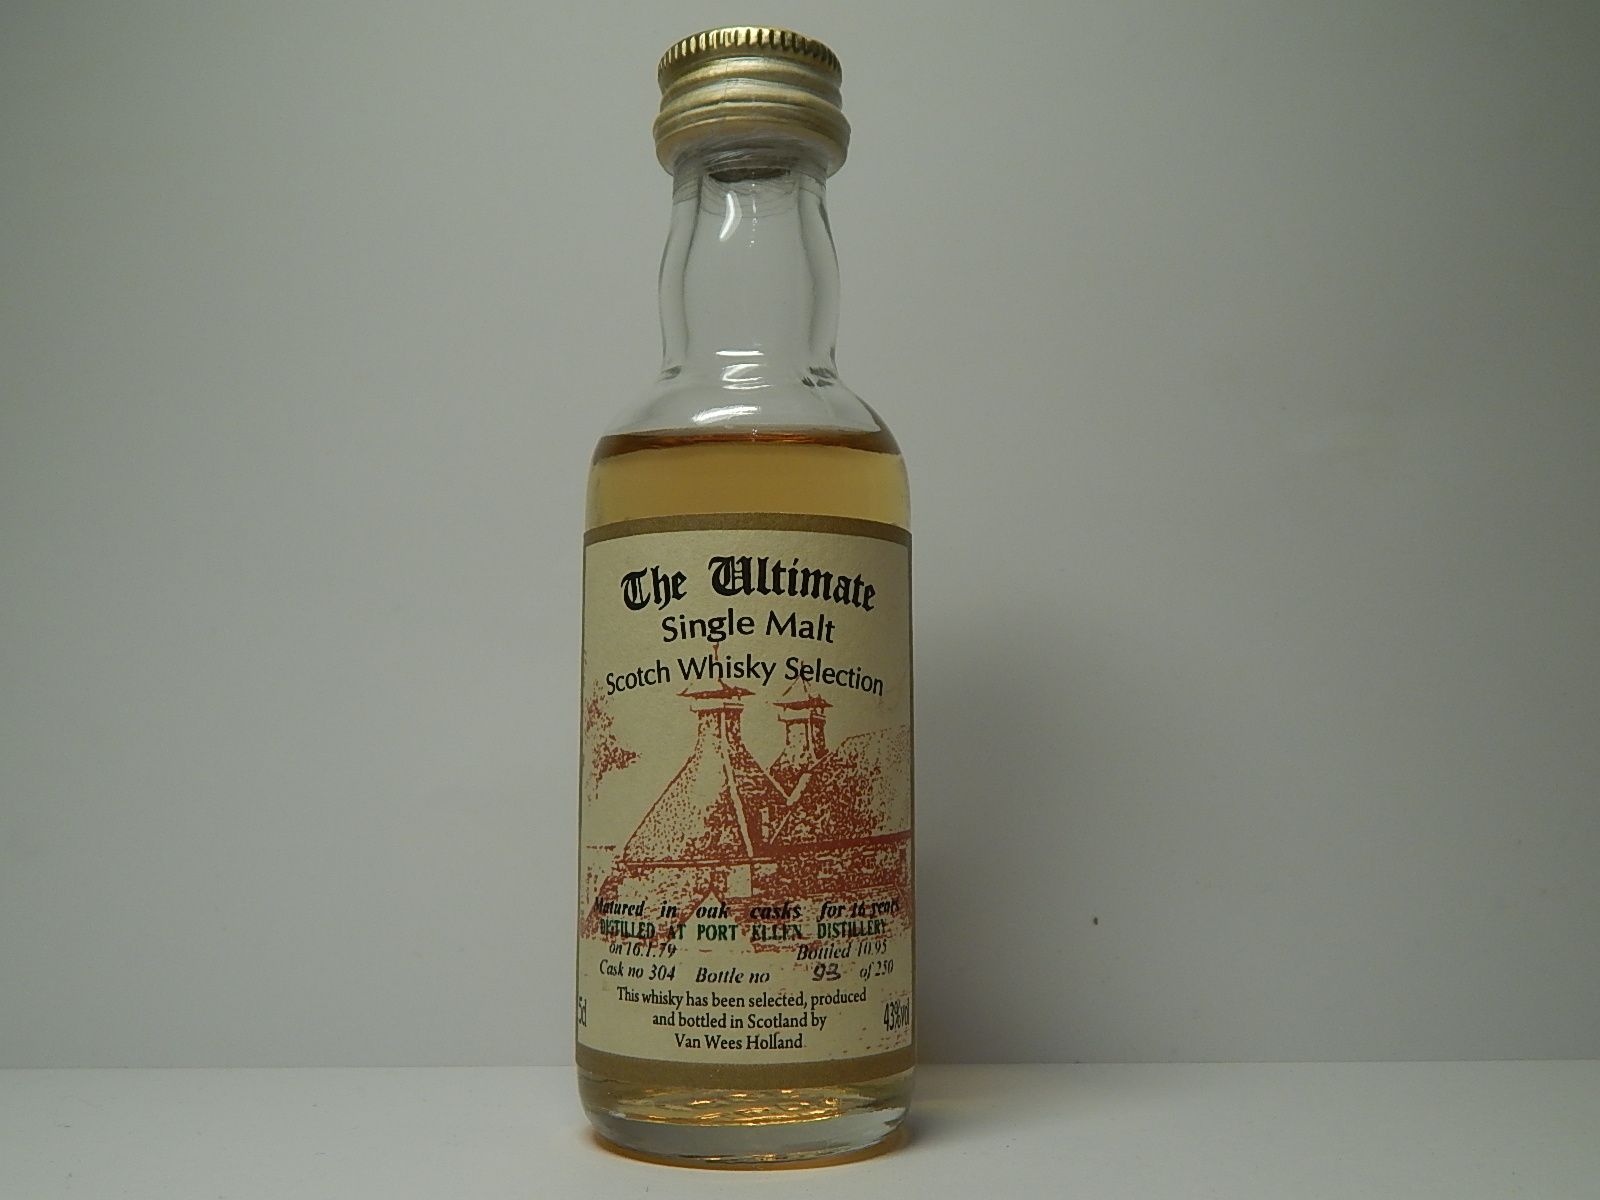 The Ultimate
Single Malt
Scotch Whisky Selection
Matured in oak casks for 16 years
DISTILLED AT PORT ELLEN DISTILLERY
on 16.1.79 Bottled 10.95
Cask no 304 Bottle no 93 of 250
This whisky has been selected, produced
5cl and bottled in Scotland by 43%vol
Van Wees Holland